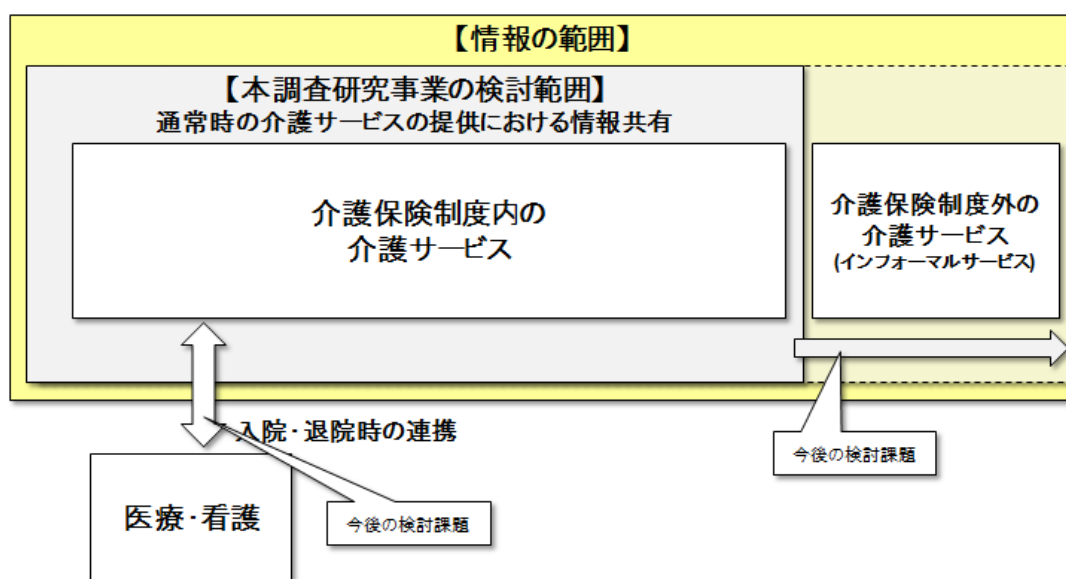 【情報の範囲】
【本調査研究事業の検討範囲】
通常時の介護サービスの提供における情報共有
介護保険制度内の
介護サービス
介護保険制度外の
介護サービス
(インフォーマルサービス)
入院・退院時の連携
今後の検討課題
医療・看護
今後の検討課題